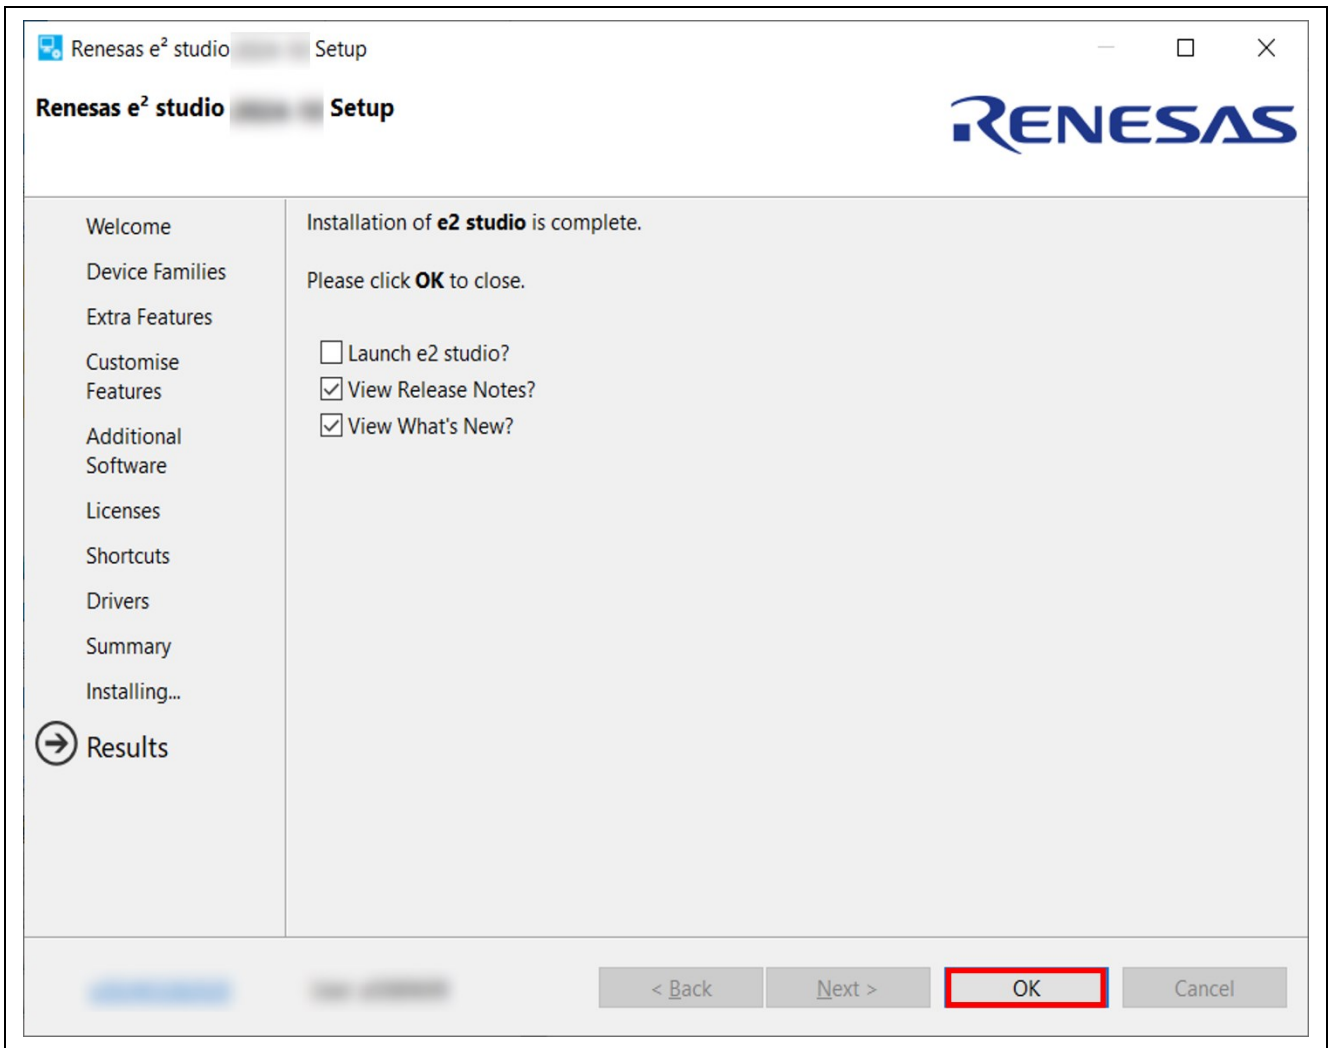 Renesas e² studio Setup
Renesas e² studio Setup
RENESAS
Welcome
Device Families
Extra Features
Customise
Features
Additional
Software
Licenses
Shortcuts
Drivers
Summary
Installing...
Results
Installation of e2 studio is complete.
Please click OK to close.
Launch e2 studio?
View Release Notes?
View What's New?
< Back
Next >
OK
Cancel